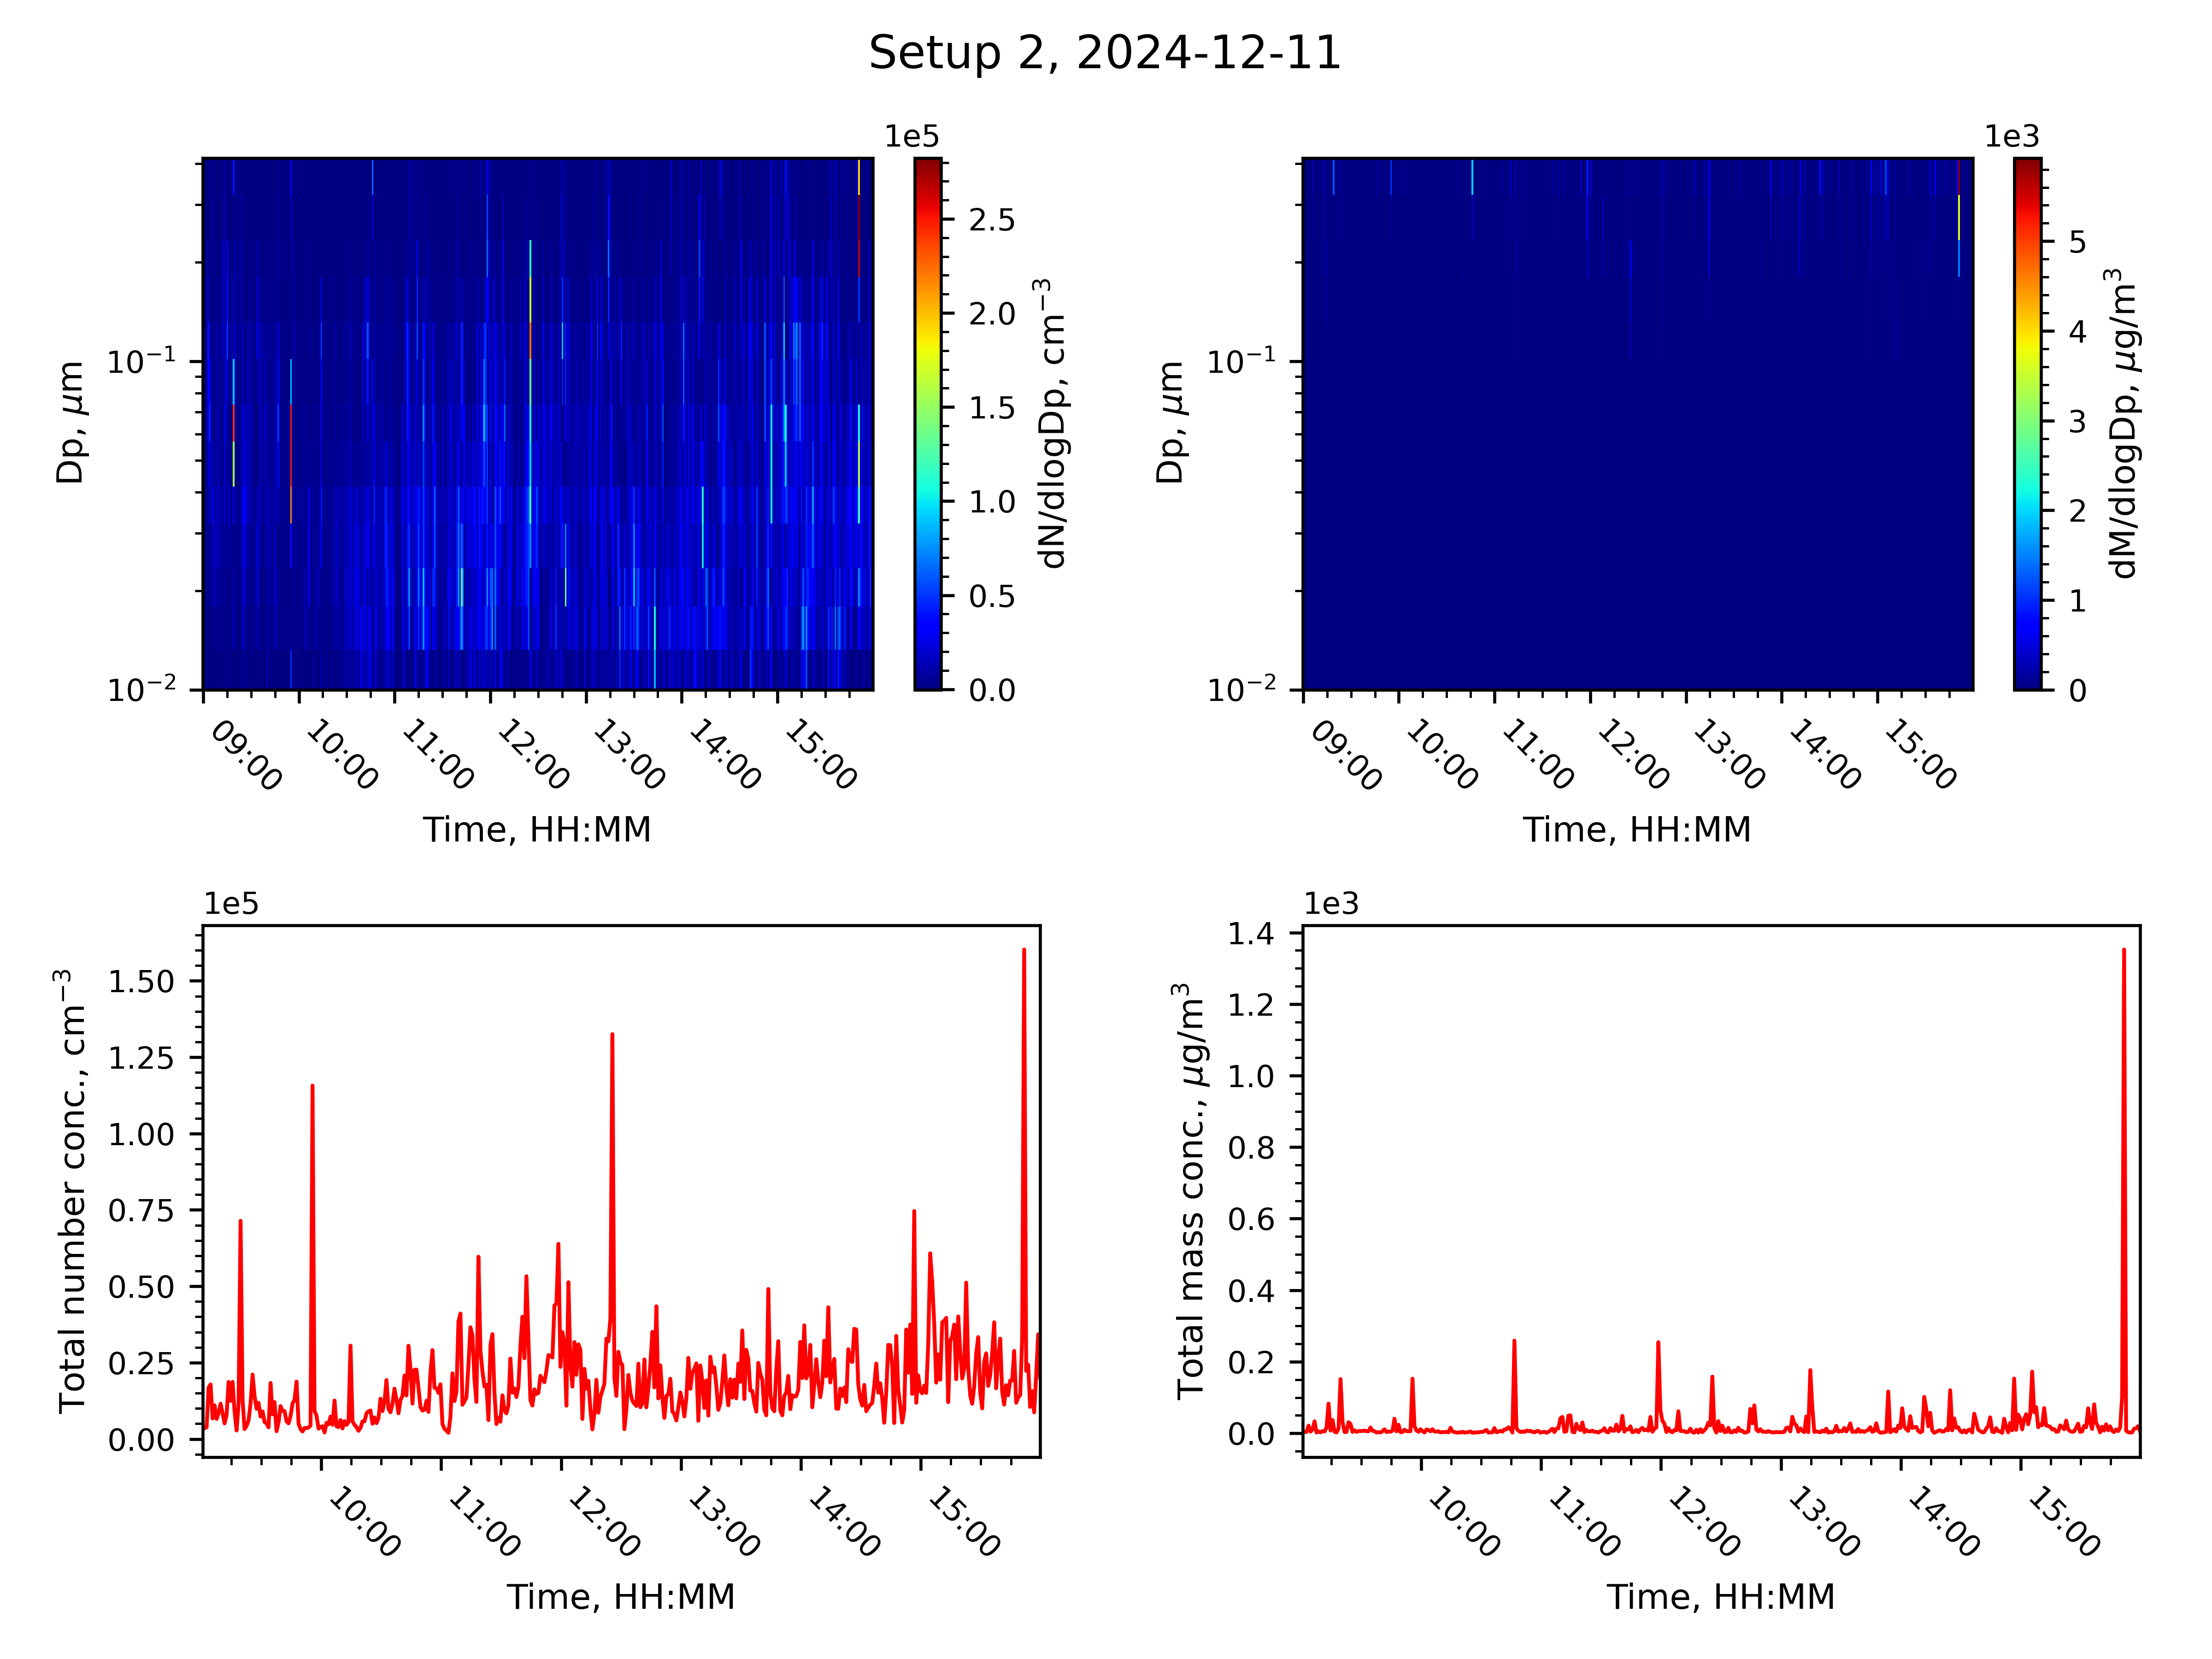 Setup 2, 2024-12-11
1e5
Dp, μm
10⁻¹
10⁻²
09:00 10:00 11:00 12:00 13:00 14:00 15:00
Time, HH:MM
2.5
2.0
1.5
1.0
0.5
0.0
dN/dlogDp, cm⁻³
1e3
Dp, μm
10⁻¹
10⁻²
09:00 10:00 11:00 12:00 13:00 14:00 15:00
Time, HH:MM
5
4
3
2
1
0
dM/dlogDp, μg/m³
1e5
Total number conc., cm⁻³
1.50
1.25
1.00
0.75
0.50
0.25
0.00
10:00 11:00 12:00 13:00 14:00 15:00
Time, HH:MM
1e3
Total mass conc., μg/m³
1.4
1.2
1.0
0.8
0.6
0.4
0.2
0.0
10:00 11:00 12:00 13:00 14:00 15:00
Time, HH:MM